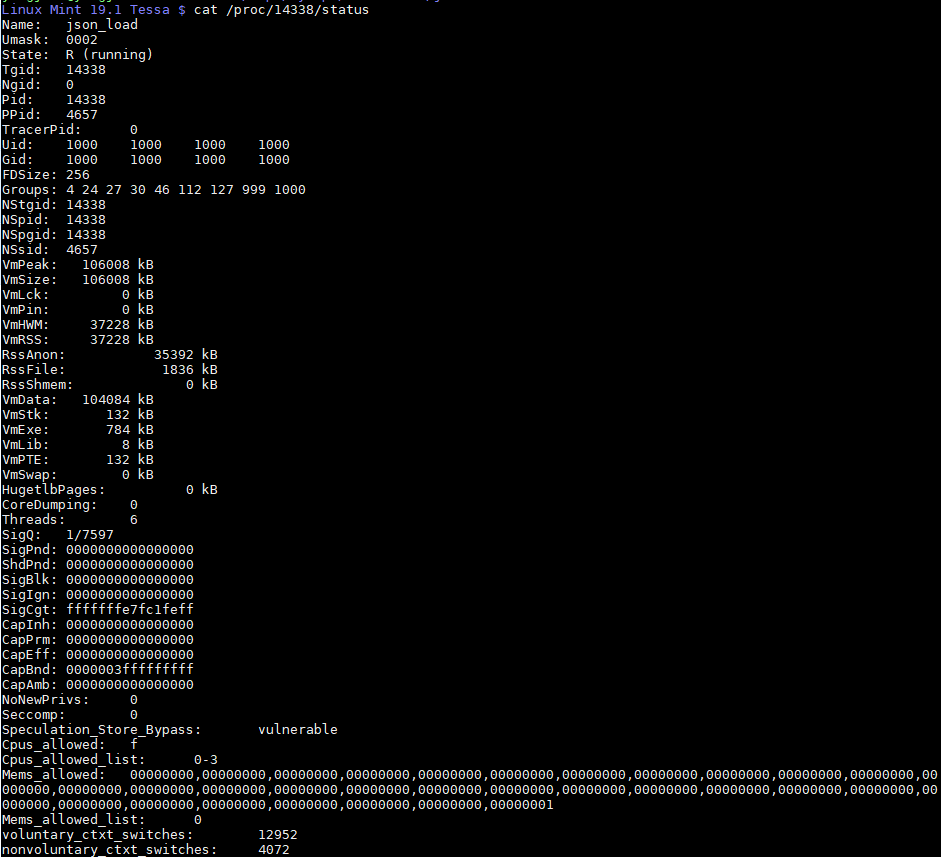 Linux Mint 19.1 Tessa $ cat /proc/14338/status
Name:   json_load
Umask:  0002
State:  R (running)
Tgid:   14338
Ngid:   0
Pid:    14338
PPid:   4657
TracerPid:      0
Uid:    1000    1000    1000    1000
Gid:    1000    1000    1000    1000
FDSize: 256
Groups: 4 24 27 30 46 112 127 999 1000
NStgid: 14338
NSpid:  14338
NSpgid: 14338
NSsid:  4657
VmPeak:   106008 kB
VmSize:   106008 kB
VmLck:         0 kB
VmPin:         0 kB
VmHWM:     37228 kB
VmRSS:     37228 kB
RssAnon:           35392 kB
RssFile:            1836 kB
RssShmem:              0 kB
VmData:   104084 kB
VmStk:       132 kB
VmExe:       784 kB
VmLib:         8 kB
VmPTE:       132 kB
VmSwap:        0 kB
HugetlbPages:          0 kB
CoreDumping:    0
Threads:        6
SigQ:   1/7597
SigPnd: 0000000000000000
ShdPnd: 0000000000000000
SigBlk: 0000000000000000
SigIgn: 0000000000000000
SigCgt: fffffffe7fc1feff
CapInh: 0000000000000000
CapPrm: 0000000000000000
CapEff: 0000000000000000
CapBnd: 0000003fffffffff
CapAmb: 0000000000000000
NoNewPrivs:     0
Seccomp:        0
Speculation_Store_Bypass:       vulnerable
Cpus_allowed:   f
Cpus_allowed_list:      0-3
Mems_allowed:   00000000,00000000,00000000,00000000,00000000,00000000,00000000,00000000,00000000,00000000,00000000,00
000000,00000000,00000000,00000000,00000000,00000000,00000000,00000000,00000000,00000000,00000000,00000000,00000000,00
000000,00000000,00000000,00000000,00000000,00000000,00000000,00000001
Mems_allowed_list:      0
voluntary_ctxt_switches:        12952
nonvoluntary_ctxt_switches:     4072